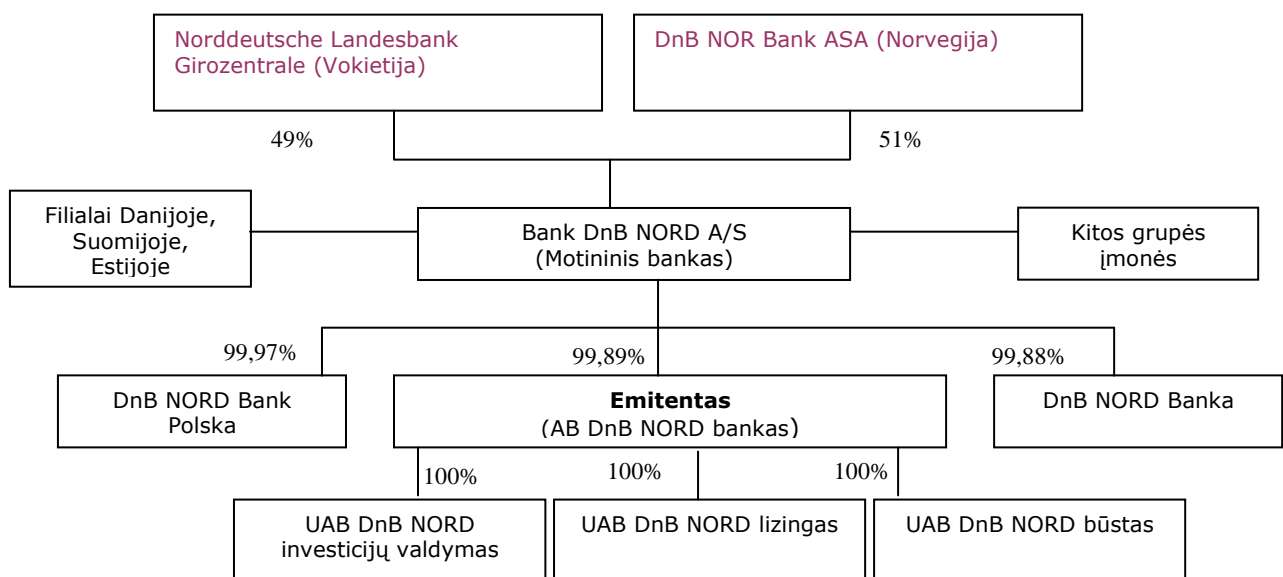 Norddeutsche Landesbank
Girozentrale (Vokietija)
DnB NOR Bank ASA (Norvegija)
49%
51%
Filialai Danijoje,
Suomijoje,
Estijoje
Bank DnB NORD A/S
(Motininis bankas)
Kitos grupės
įmonės
99,97%
99,89%
99,88%
DnB NORD Bank
Polska
Emitentas
(AB DnB NORD bankas)
DnB NORD Banka
100%
100%
100%
UAB DnB NORD
investicijų valdymas
UAB DnB NORD lizingas
UAB DnB NORD būstas